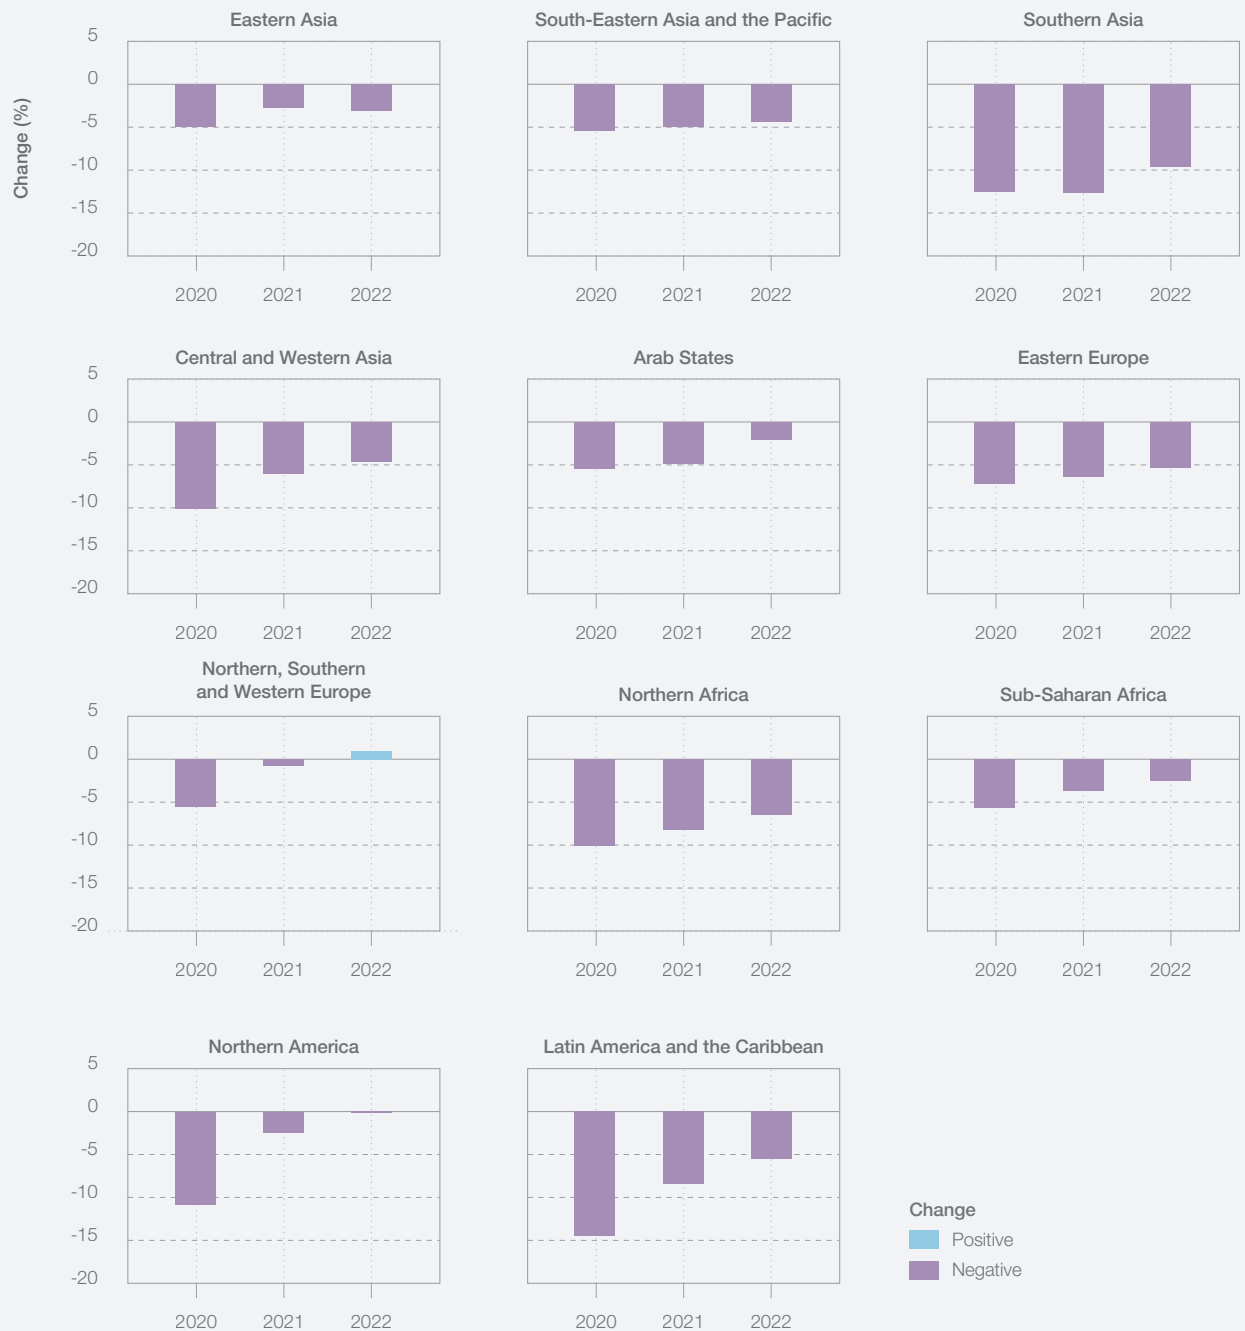 Eastern Asia
South-Eastern Asia and the Pacific
Southern Asia
Change (%)
5
0
-5
-10
-15
-20
2020 2021 2022
2020 2021 2022
2020 2021 2022
Central and Western Asia
Arab States
Eastern Europe
5
0
-5
-10
-15
-20
2020 2021 2022
2020 2021 2022
2020 2021 2022
Northern, Southern
and Western Europe
Northern Africa
Sub-Saharan Africa
5
0
-5
-10
-15
-20
2020 2021 2022
2020 2021 2022
2020 2021 2022
Northern America
Latin America and the Caribbean
5
0
-5
-10
-15
-20
2020 2021 2022
2020 2021 2022
Change
Positive
Negative